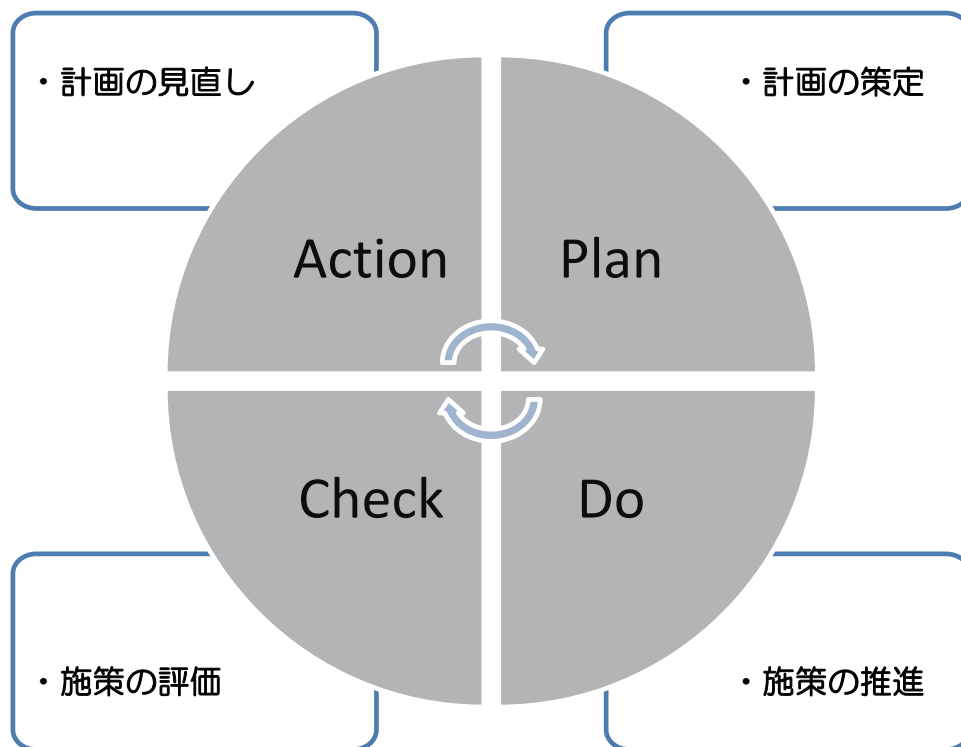 ・計画の見直し
・計画の策定
Action
Plan
Check
Do
・施策の評価
・施策の推進